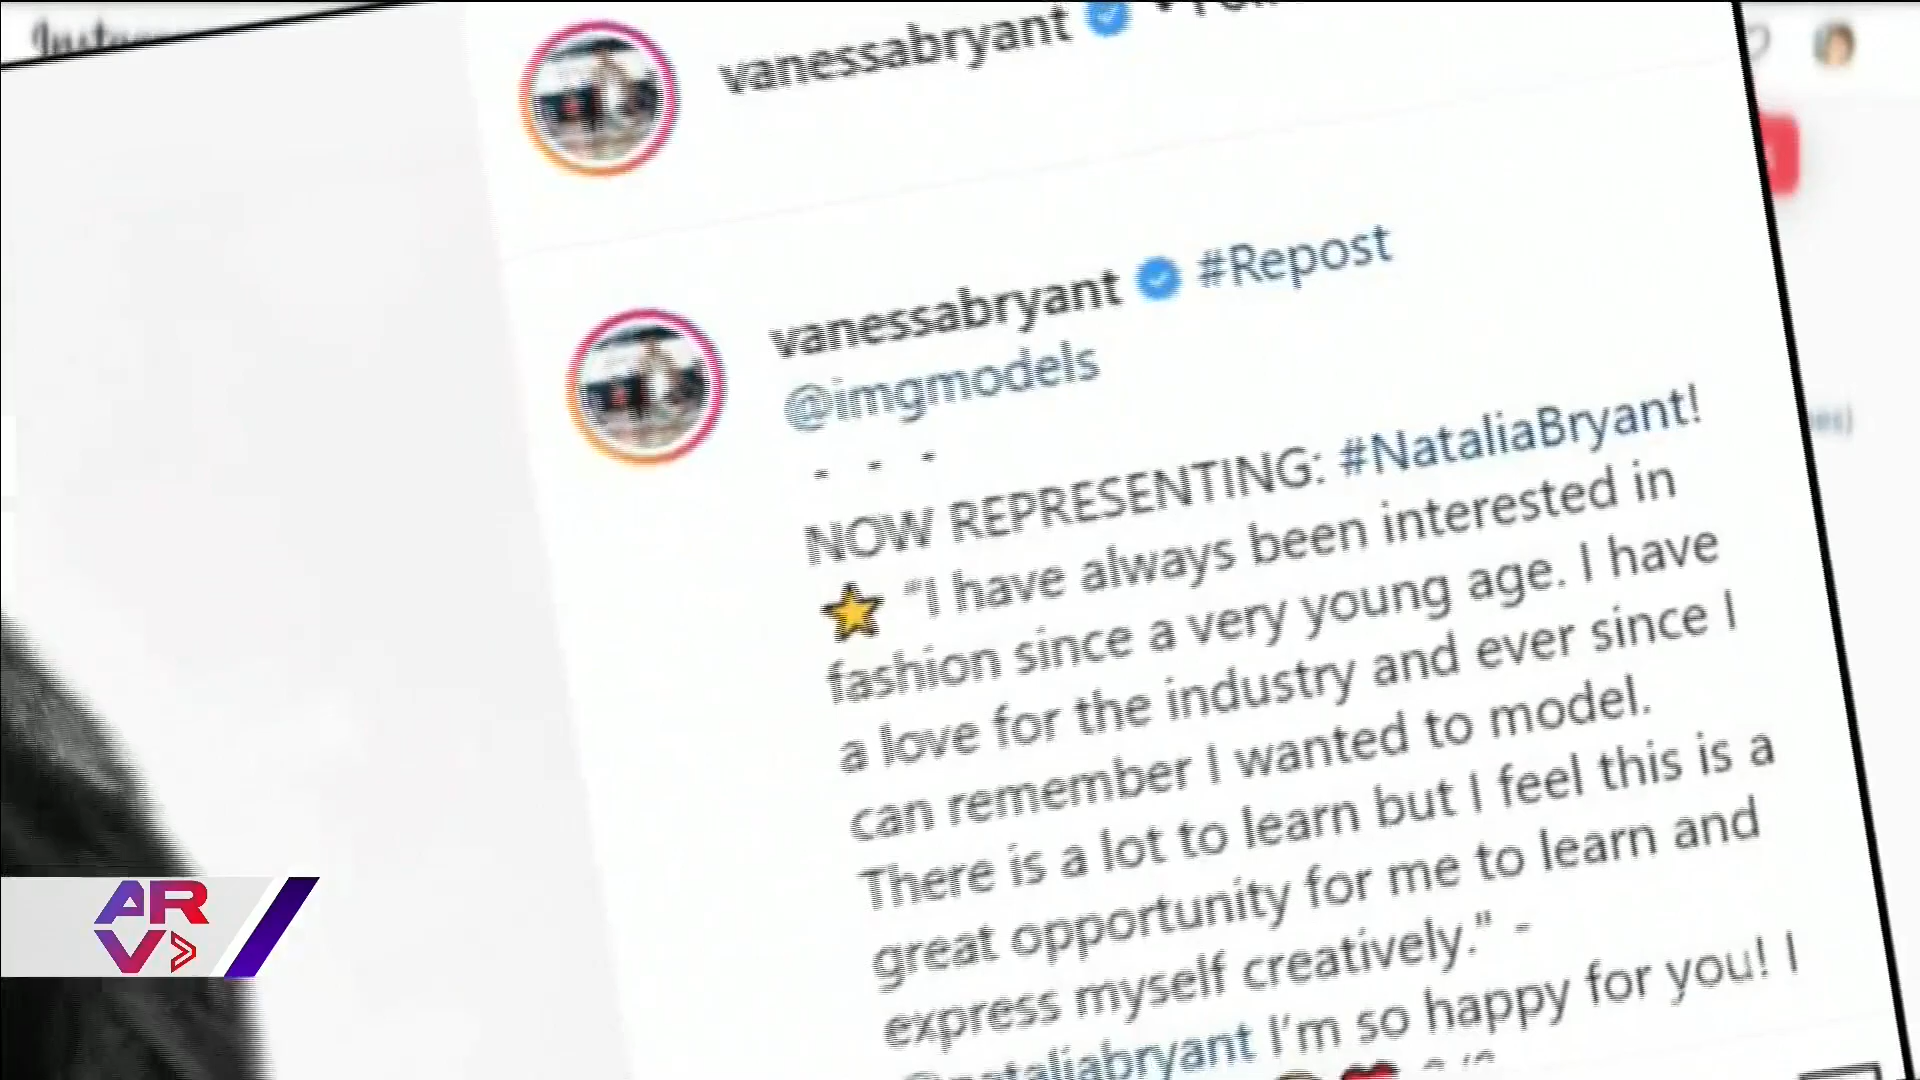 vanessabryant
vanessabryant #Repost
@imgmodels
- - -
NOW REPRESENTING: #NataliaBryant!
⭐ “I have always been interested in
fashion since a very young age. I have
a love for the industry and ever since I
can remember I wanted to model.
There is a lot to learn but I feel this is a
great opportunity for me to learn and
express myself creatively." -
@nataliabryant I’m so happy for you! I
ARV